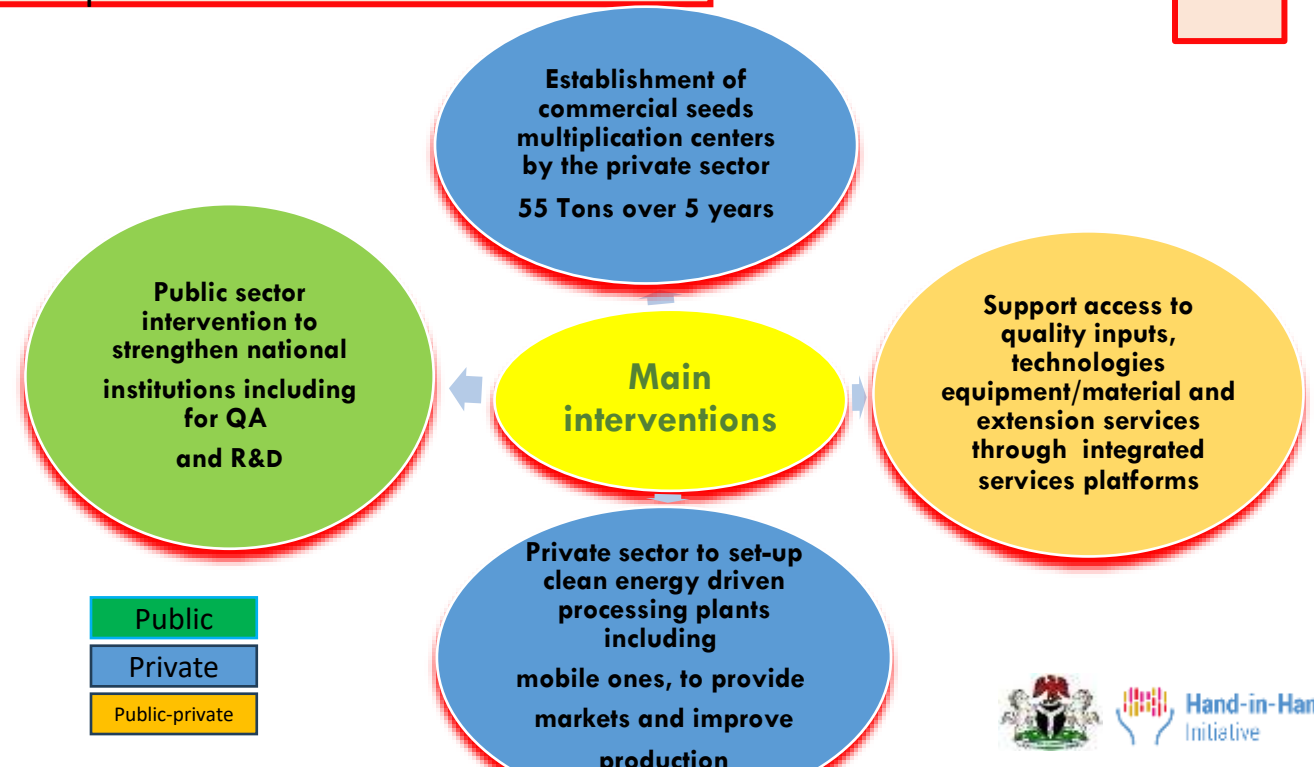 Establishment of
commercial seeds
multiplication centers
by the private sector
55 Tons over 5 years
Public sector
intervention to
strengthen national
institutions including
for QA
and R&D
Main
interventions
Support access to
quality inputs,
technologies
equipment/material and
extension services
through integrated
services platforms
Private sector to set-up
clean energy driven
processing plants
including
mobile ones, to provide
markets and improve
production
Public
Private
Public-private
Hand-in-Han
Initiative